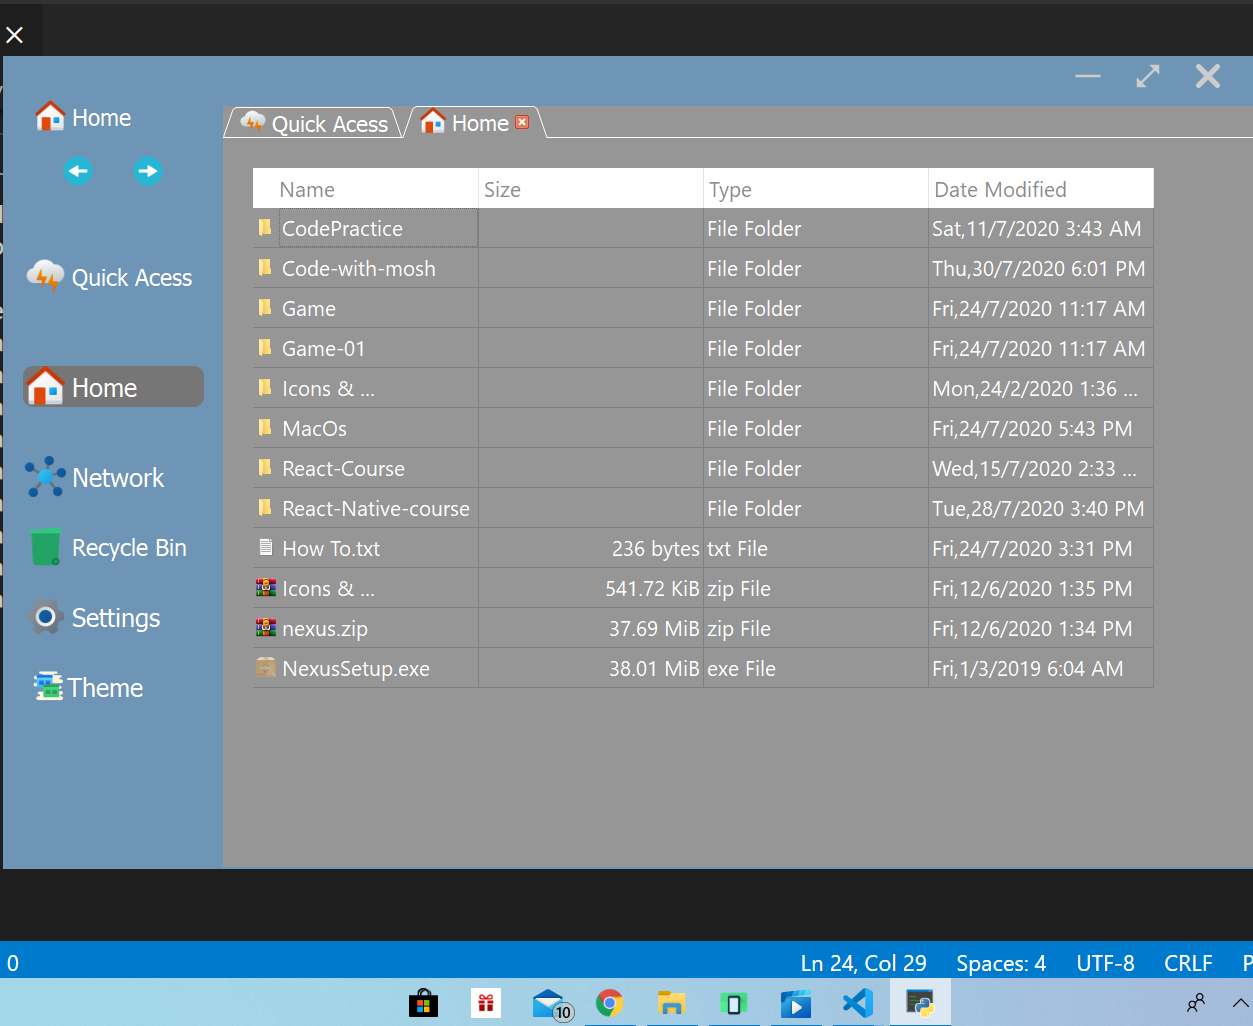 Home
Quick Acess
Home
Quick Acess
Home
Network
Recycle Bin
Settings
Theme
Name Size Type Date Modified
CodePractice File Folder Sat,11/7/2020 3:43 AM
Code-with-mosh File Folder Thu,30/7/2020 6:01 PM
Game File Folder Fri,24/7/2020 11:17 AM
Game-01 File Folder Fri,24/7/2020 11:17 AM
Icons & ... File Folder Mon,24/2/2020 1:36 ...
MacOs File Folder Fri,24/7/2020 5:43 PM
React-Course File Folder Wed,15/7/2020 2:33 ...
React-Native-course File Folder Tue,28/7/2020 3:40 PM
How To.txt 236 bytes txt File Fri,24/7/2020 3:31 PM
Icons & ... 541.72 KiB zip File Fri,12/6/2020 1:35 PM
nexus.zip 37.69 MiB zip File Fri,12/6/2020 1:34 PM
NexusSetup.exe 38.01 MiB exe File Fri,1/3/2019 6:04 AM
0 Ln 24, Col 29 Spaces: 4 UTF-8 CRLF
10